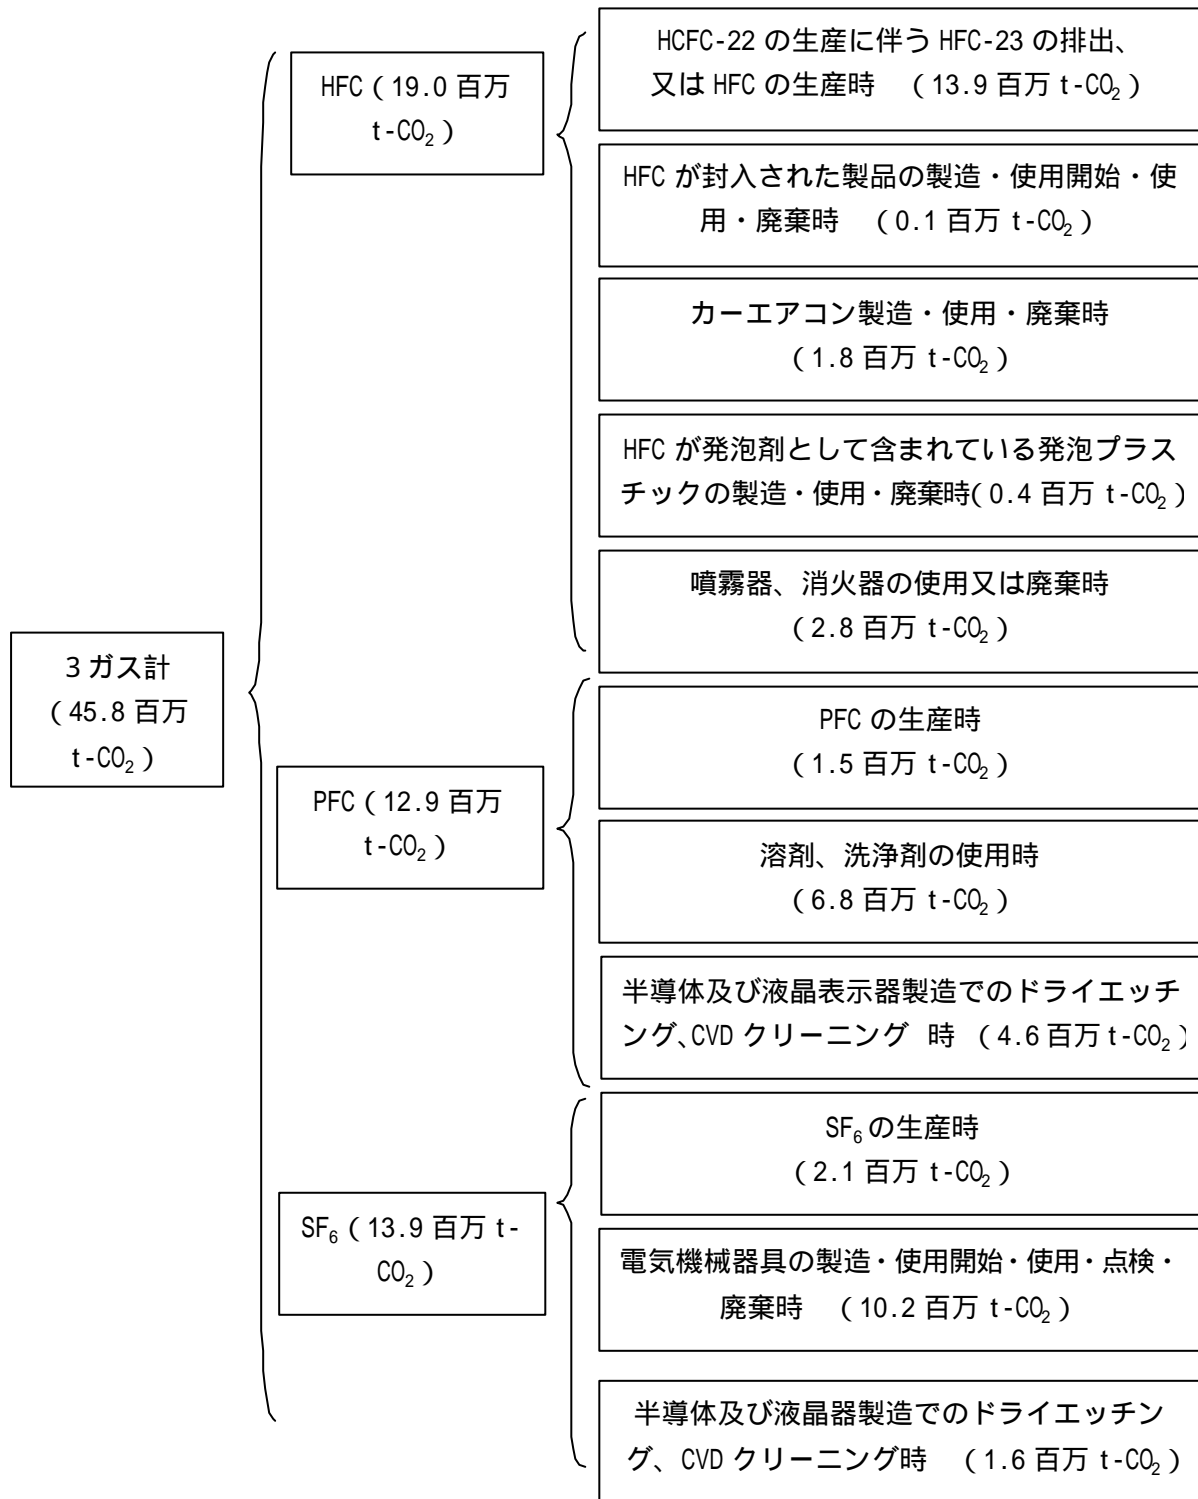 3 ガス計
（45.8 百万
t-CO₂）
HFC（19.0 百万
t-CO₂）
HCFC-22 の生産に伴う HFC-23 の排出、
又は HFC の生産時　（13.9 百万 t-CO₂）
HFC が封入された製品の製造・使用開始・使
用・廃棄時　（0.1 百万 t-CO₂）
カーエアコン製造・使用・廃棄時
（1.8 百万 t-CO₂）
HFC が発泡剤として含まれている発泡プラス
チックの製造・使用・廃棄時（0.4 百万 t-CO₂）
噴霧器、消火器の使用又は廃棄時
（2.8 百万 t-CO₂）
PFC（12.9 百万
t-CO₂）
PFC の生産時
（1.5 百万 t-CO₂）
溶剤、洗浄剤の使用時
（6.8 百万 t-CO₂）
半導体及び液晶表示器製造でのドライエッチ
ング、CVD クリーニング 時　（4.6 百万 t-CO₂）
SF₆（13.9 百万 t-
CO₂）
SF₆ の生産時
（2.1 百万 t-CO₂）
電気機械器具の製造・使用開始・使用・点検・
廃棄時　（10.2 百万 t-CO₂）
半導体及び液晶器製造でのドライエッチン
グ、CVD クリーニング時　（1.6 百万 t-CO₂）